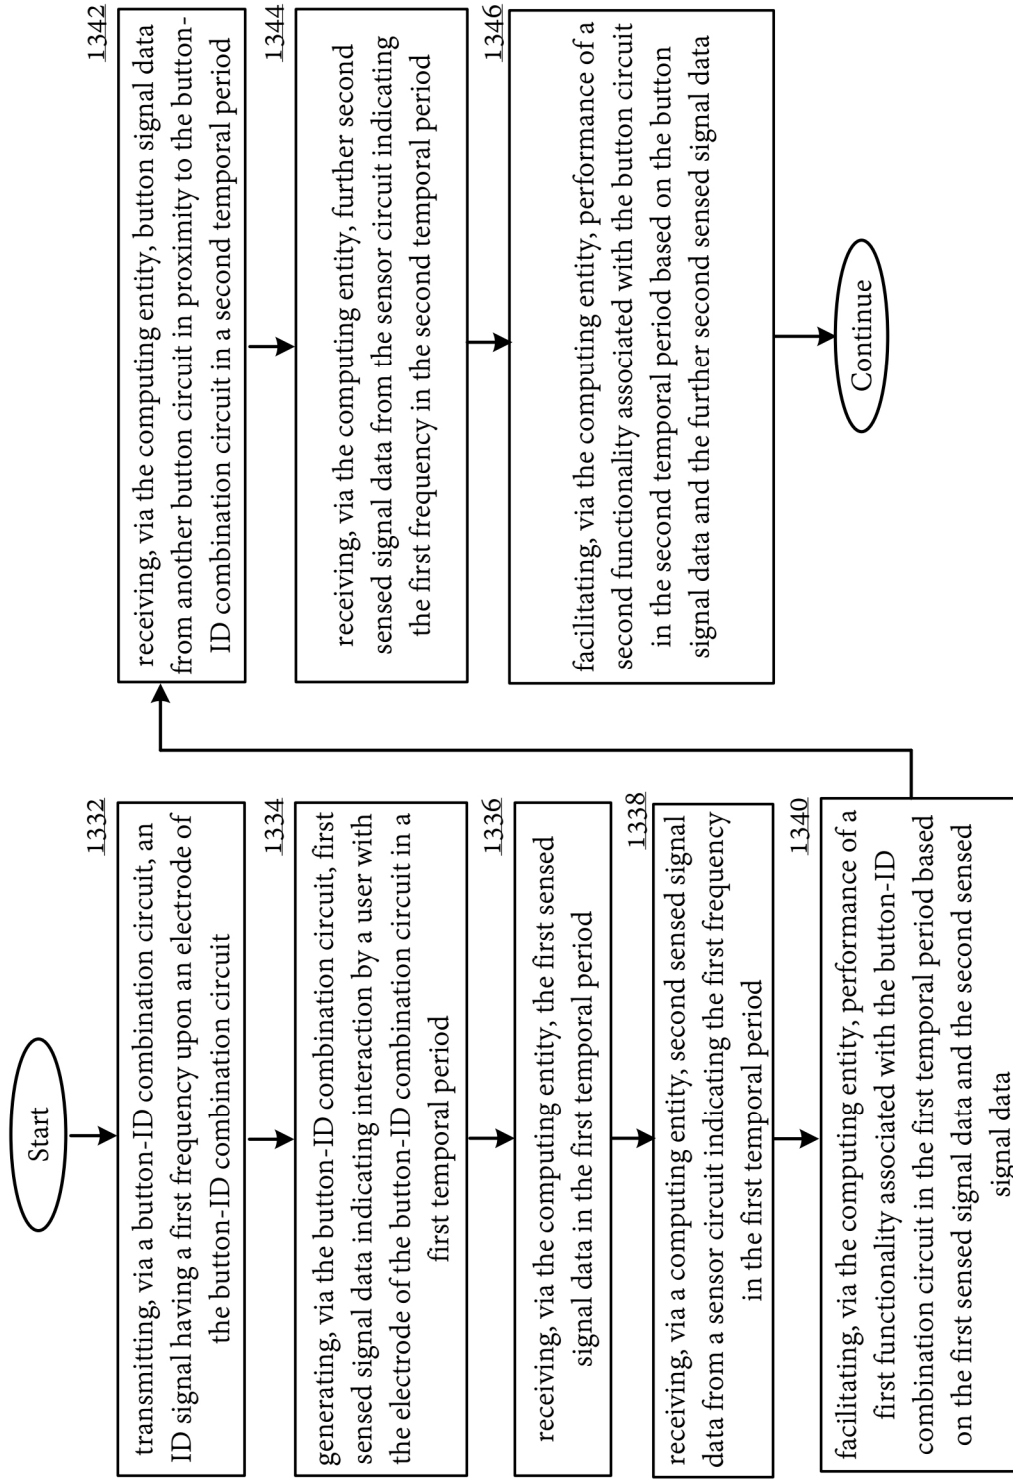 Start
1332
transmitting, via a button-ID combination circuit, an
ID signal having a first frequency upon an electrode of
the button-ID combination circuit
1334
generating, via the button-ID combination circuit, first
sensed signal data indicating interaction by a user with
the electrode of the button-ID combination circuit in a
first temporal period
1336
receiving, via the computing entity, the first sensed
signal data in the first temporal period
1338
receiving, via a computing entity, second sensed signal
data from a sensor circuit indicating the first frequency
in the first temporal period
1340
facilitating, via the computing entity, performance of a
first functionality associated with the button-ID
combination circuit in the first temporal period based
on the first sensed signal data and the second sensed
signal data
1342
receiving, via the computing entity, button signal data
from another button circuit in proximity to the button-
ID combination circuit in a second temporal period
1344
receiving, via the computing entity, further second
sensed signal data from the sensor circuit indicating
the first frequency in the second temporal period
1346
facilitating, via the computing entity, performance of a
second functionality associated with the button circuit
in the second temporal period based on the button
signal data and the further second sensed signal data
Continue